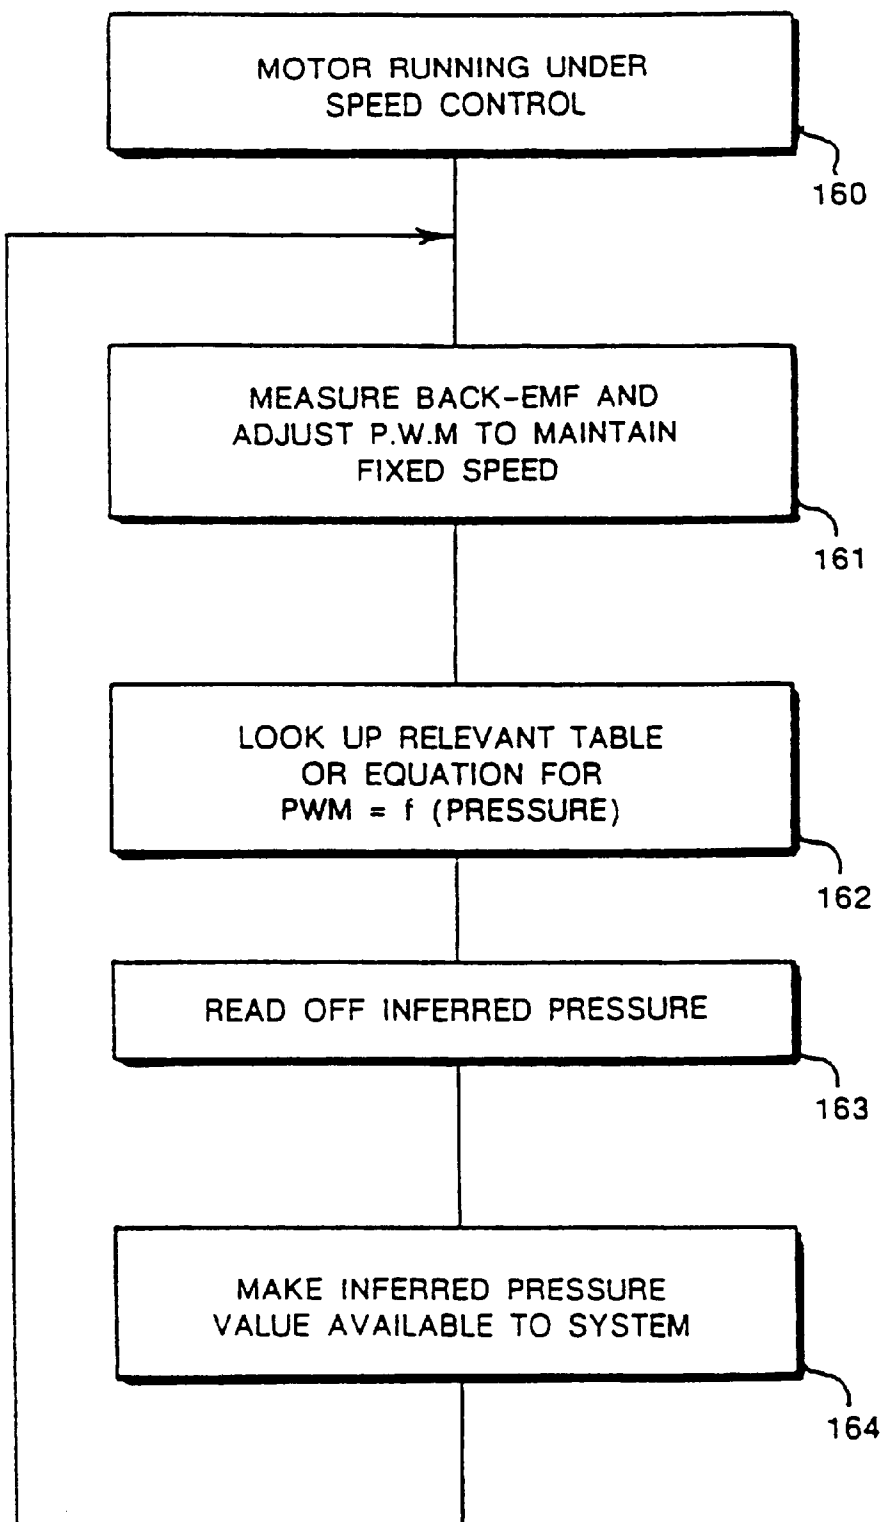 MOTOR RUNNING UNDER
SPEED CONTROL
160
MEASURE BACK-EMF AND
ADJUST P.W.M TO MAINTAIN
FIXED SPEED
161
LOOK UP RELEVANT TABLE
OR EQUATION FOR
PWM = f (PRESSURE)
162
READ OFF INFERRED PRESSURE
163
MAKE INFERRED PRESSURE
VALUE AVAILABLE TO SYSTEM
164